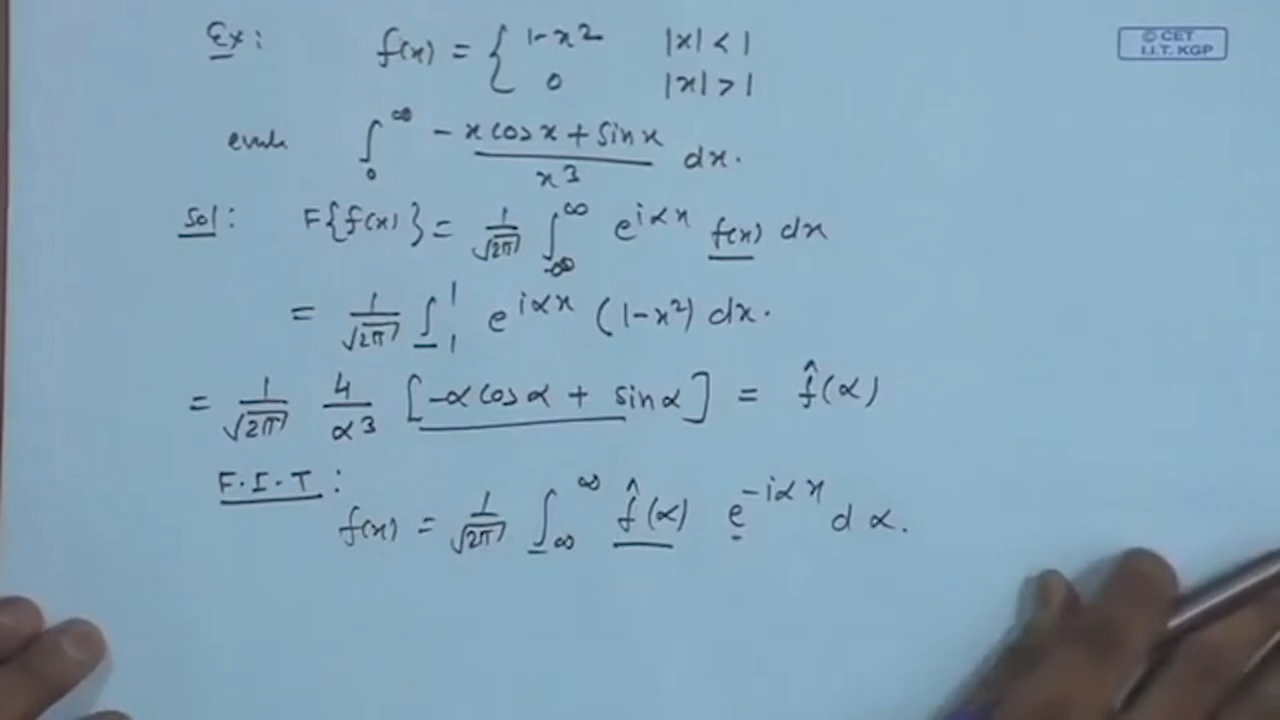 Ex: f(x) = { 1-x² |x| < 1
0 |x| > 1
© CET
I.I.T. KGP
∫₀^∞ (-x cos x + sin x)/x³ dx.
Sol: F{f(x)} = 1/√(2π) ∫_{-∞}^{∞} e^{iαx} f(x) dx
= 1/√(2π) ∫_{-1}^{1} e^{iαx} (1-x²) dx.
= 1/√(2π) 4/α³ [-α cos α + sin α] = f̂(α)
F.I.T:
f(x) = 1/√(2π) ∫_{-∞}^{∞} f̂(α) e^{-iαx} dα.